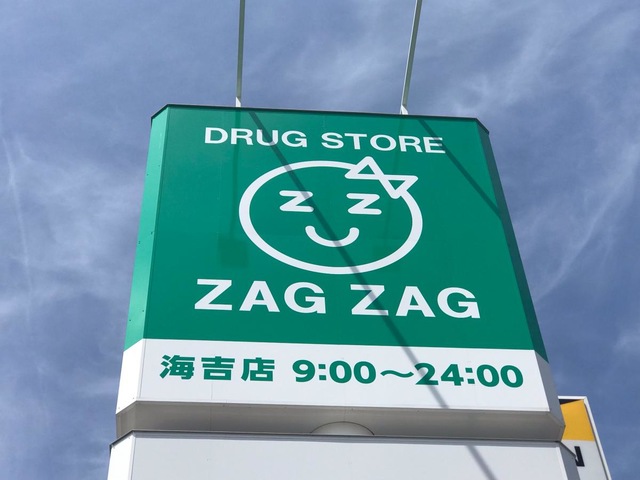 DRUG STORE
Z Z
ZAG ZAG
海吉店 9:00〜24:00
N